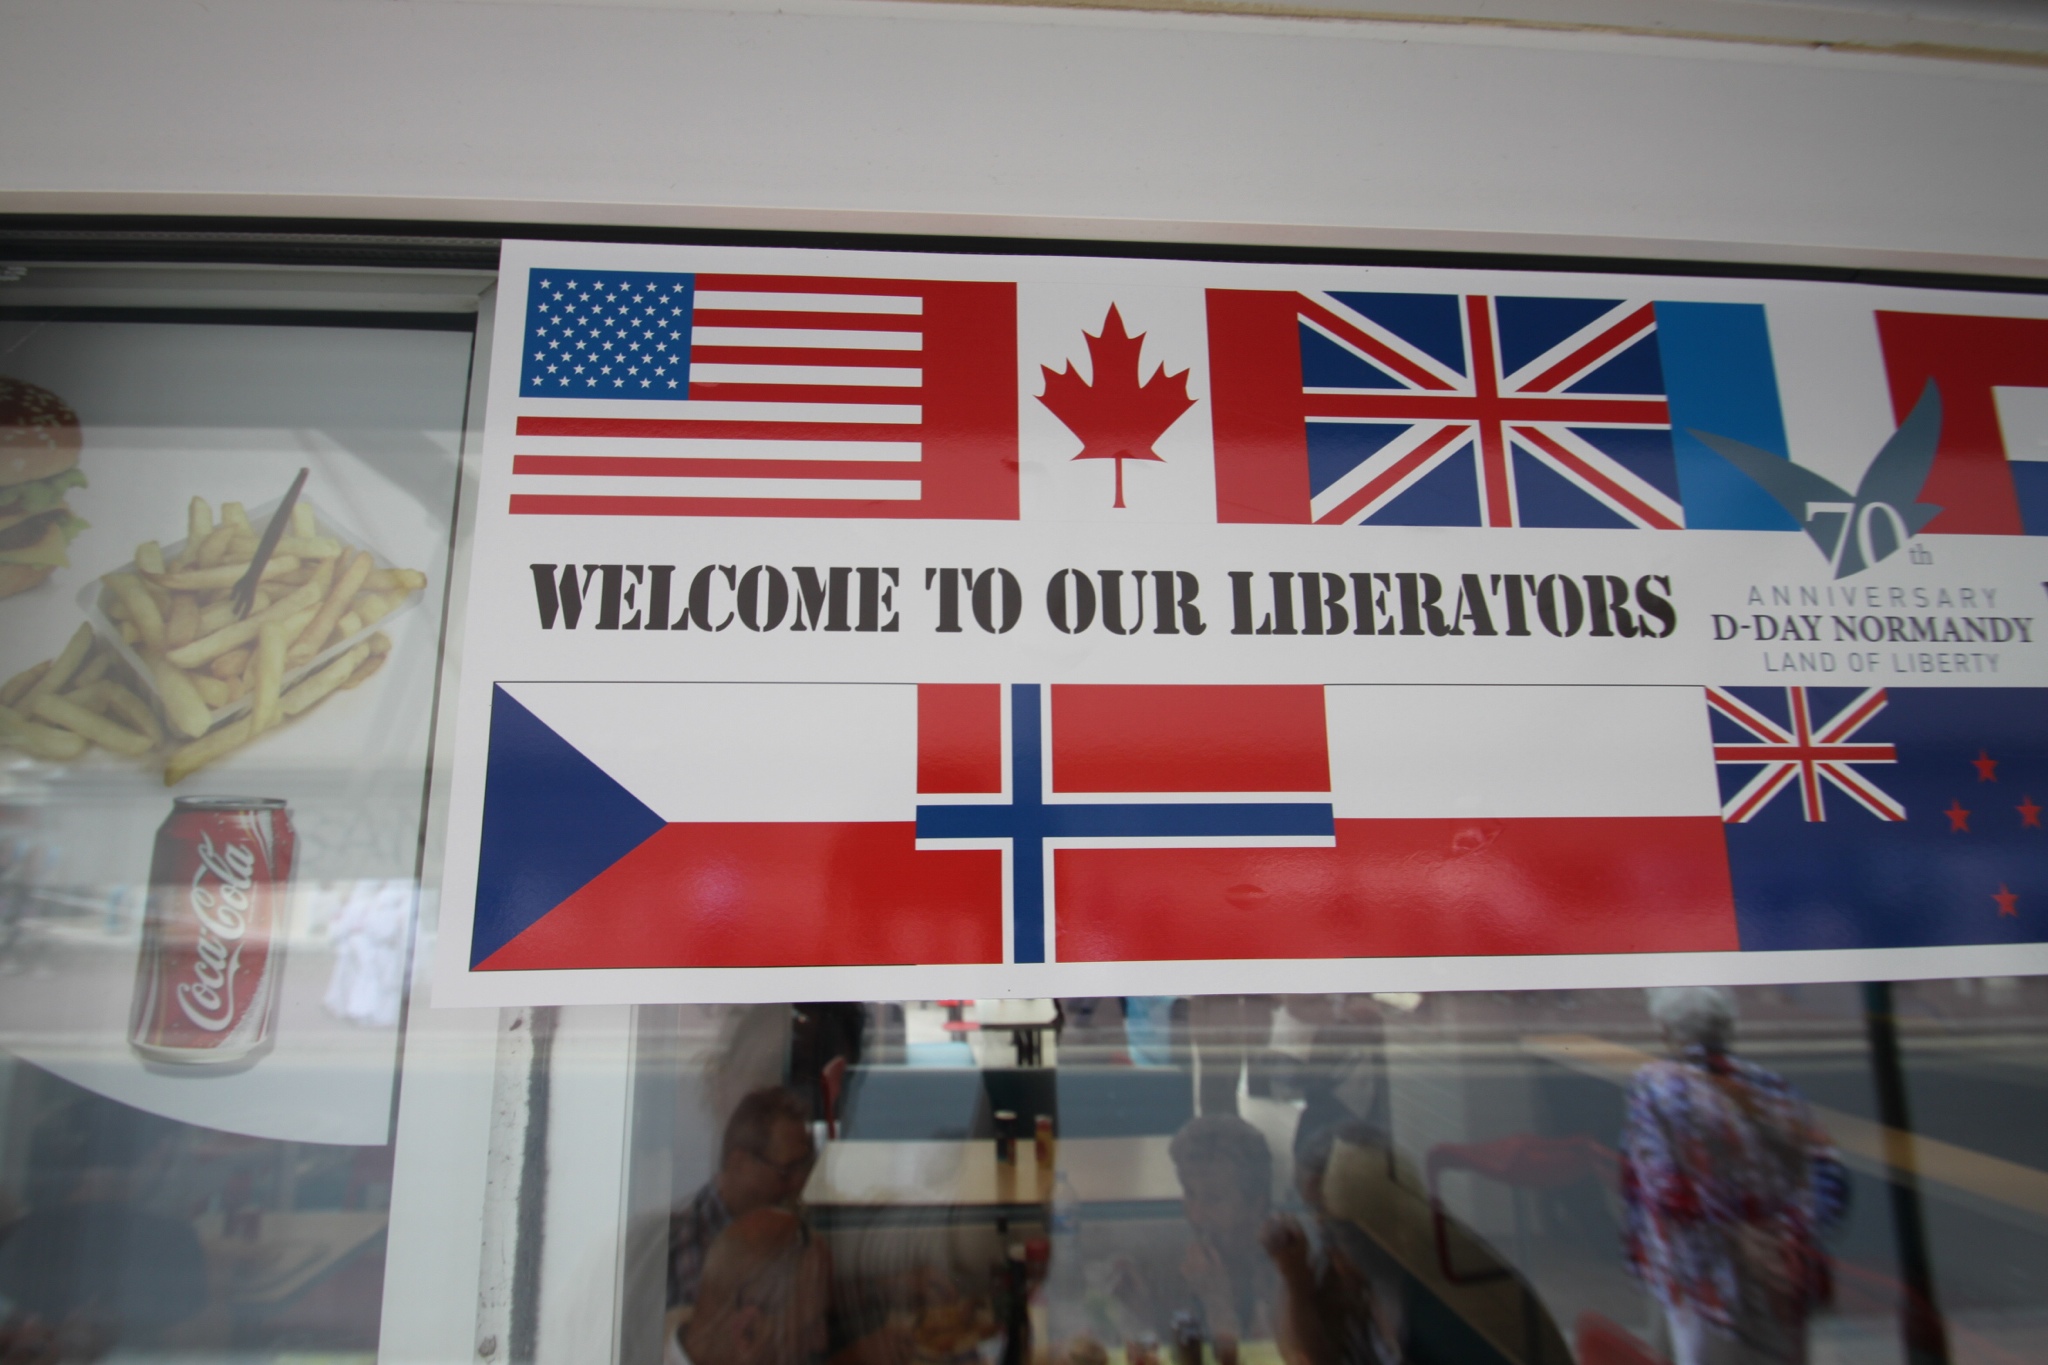 WELCOME TO OUR LIBERATORS
70th
ANNIVERSARY
D-DAY NORMANDY
LAND OF LIBERTY
Coca-Cola